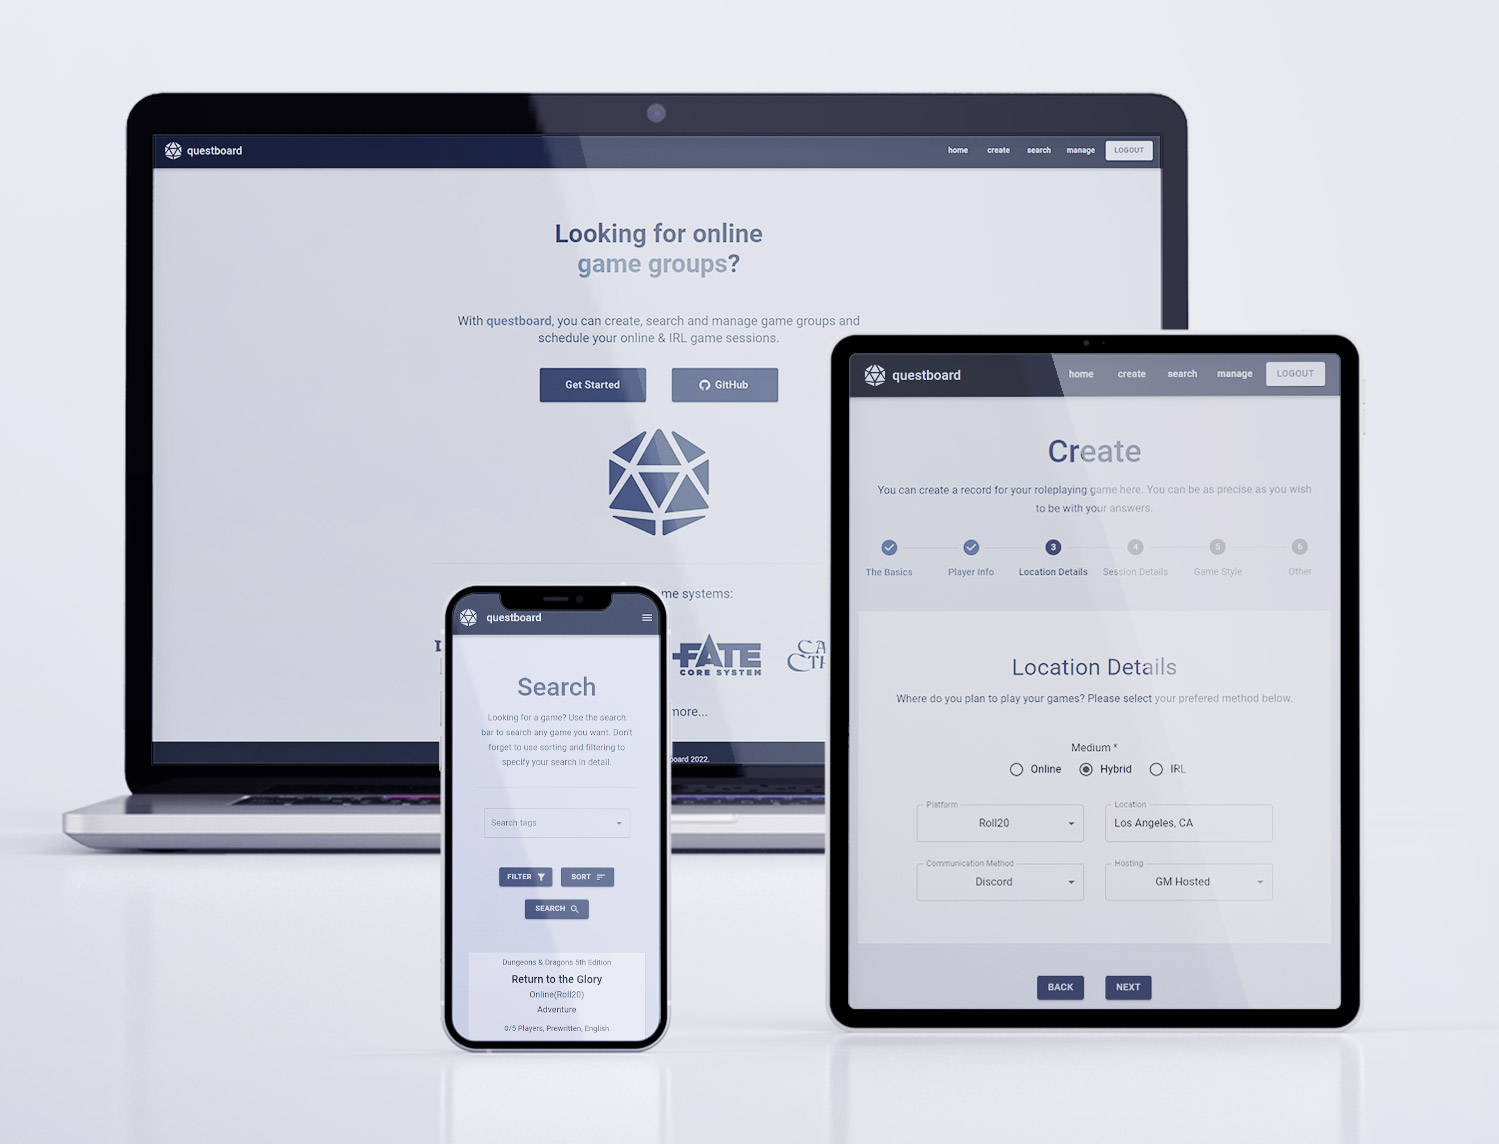 questboard
home create search manage LOGOUT
Looking for online
game groups?
With questboard, you can create, search and manage game groups and
schedule your online & IRL game sessions.
Get Started
GitHub
systems:
FATE
CORE SYSTEM
more...
2022.
questboard
Search
Looking for a game? Use the search
bar to search any game you want. Don't
forget to use sorting and filtering to
specify your search in detail.
Search tags
FILTER
SORT
SEARCH
Dungeons & Dragons 5th Edition
Return to the Glory
Online(Roll20)
Adventure
0/5 Players, Prewritten, English
questboard
home create search manage LOGOUT
Create
You can create a record for your roleplaying game here. You can be as precise as you wish
to be with your answers.
3 4 5 6
The Basics Player Info Location Details Session Details Game Style Other
Location Details
Where do you plan to play your games? Please select your prefered method below.
Medium *
Online Hybrid IRL
Platform
Roll20
Location
Los Angeles, CA
Communication Method
Discord
Hosting
GM Hosted
BACK
NEXT